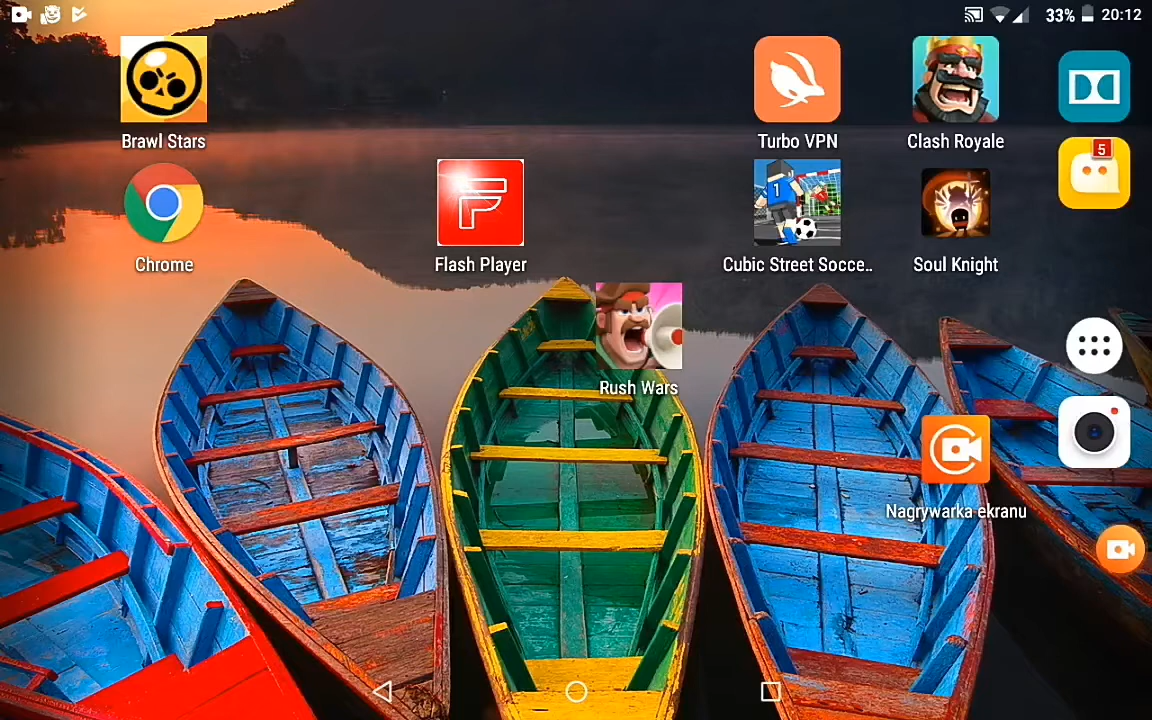 33% 20:12
Brawl Stars
Turbo VPN
Clash Royale
5
Chrome
Flash Player
1
Cubic Street Socce..
Soul Knight
Rush Wars
Nagrywarka ekranu